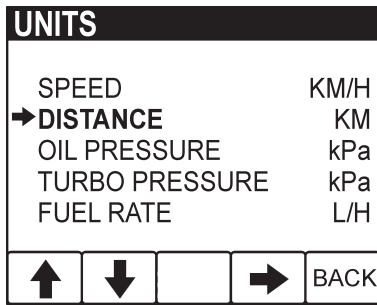 UNITS
SPEED KM/H
DISTANCE KM
OIL PRESSURE kPa
TURBO PRESSURE kPa
FUEL RATE L/H
BACK